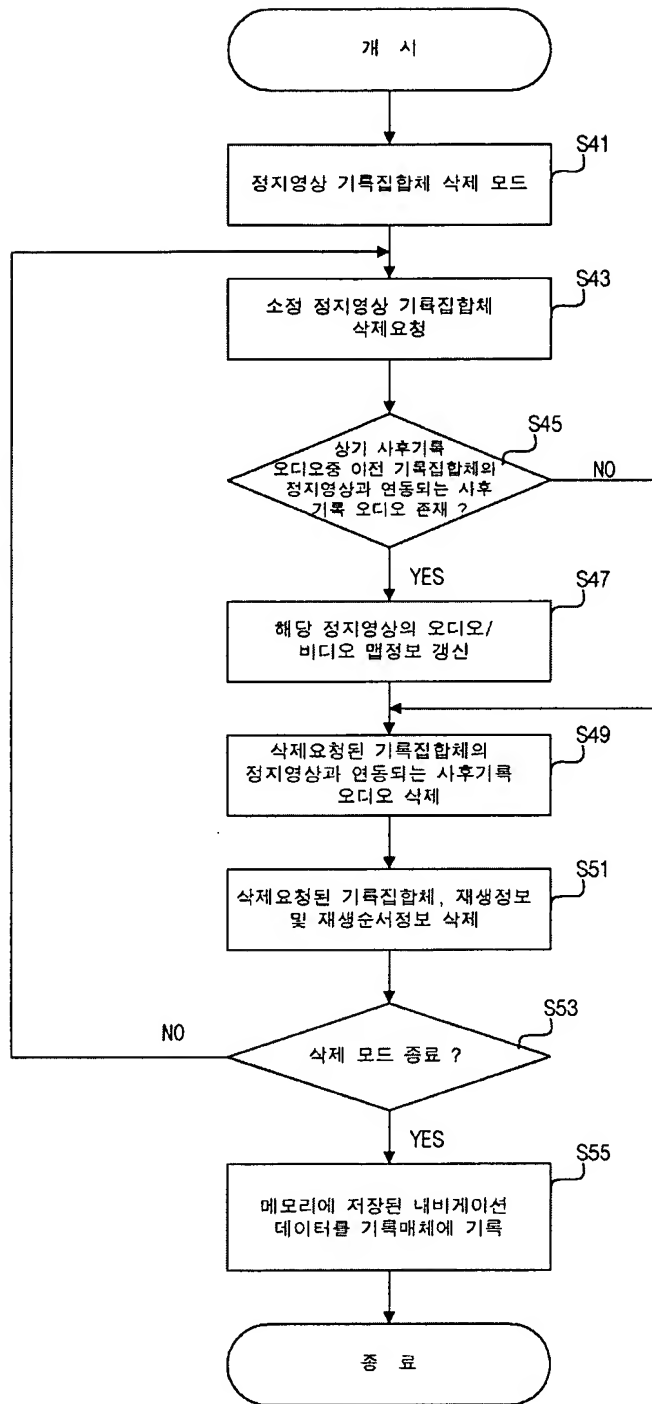 개 시
S41
정지영상 기록집합체 삭제 모드
S43
소정 정지영상 기록집합체
삭제요청
S45
상기 사후기록
오디오중 이전 기록집합체의
정지영상과 연동되는 사후
기록 오디오 존재 ?
NO
YES
S47
해당 정지영상의 오디오/
비디오 맵정보 갱신
S49
삭제요청된 기록집합체의
정지영상과 연동되는 사후기록
오디오 삭제
S51
삭제요청된 기록집합체, 재생정보
및 재생순서정보 삭제
S53
NO
삭제 모드 종료 ?
YES
S55
메모리에 저장된 내비게이션
데이터를 기록매체에 기록
종 료